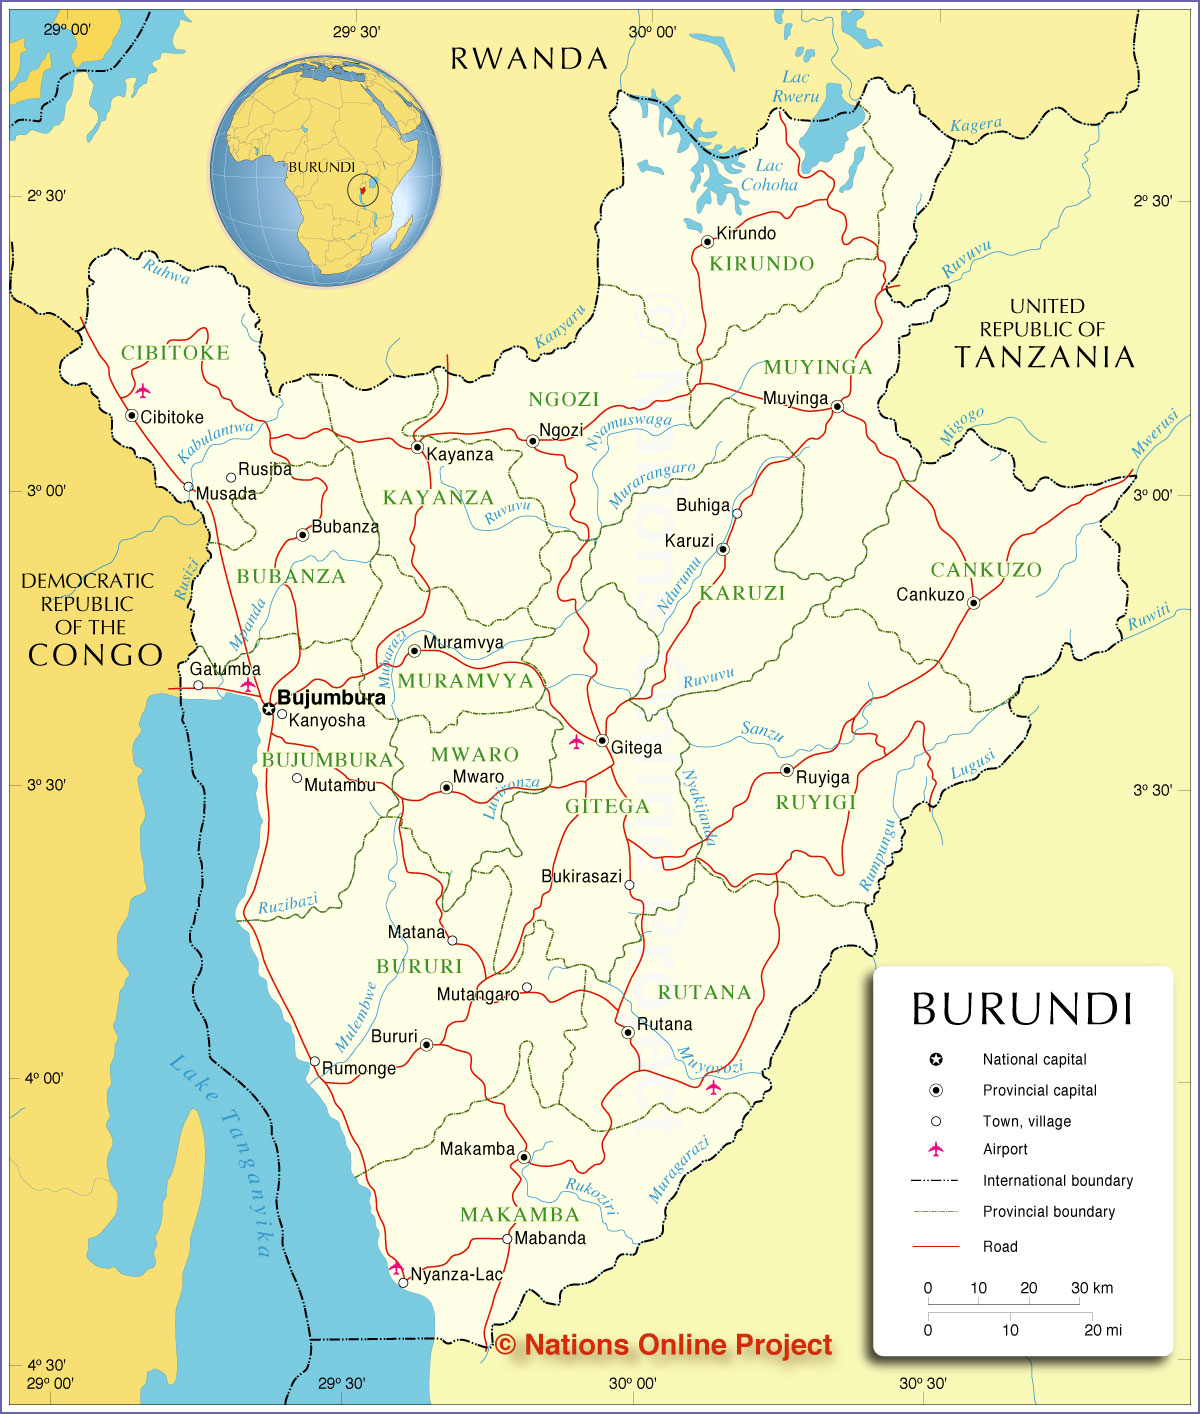 29º 00'
29º 30'
30º 00'
RWANDA
Lac
Rweru
Kagera
BURUNDI
Lac
Cohoha
2º 30'
2º 30'
Kirundo
KIRUNDO
Ruvuvu
Ruhwa
Kanyaru
UNITED
REPUBLIC OF
TANZANIA
CIBITOKE
MUYINGA
NGOZI
Muyinga
Cibitoke
Kabulantwa
Ngozi
Nyamuswaga
Migogo
Mwerusi
Kayanza
Rusiba
Musada
Murarangaro
3º 00'
3º 00'
KAYANZA
Ruvuvu
Buhiga
Bubanza
Karuzi
Rusizi
DEMOCRATIC
REPUBLIC
OF THE
CONGO
BUBANZA
Ndurumu
KARUZI
CANKUZO
Cankuzo
Mpanda
Ruwiti
Mubarazi
Muramvya
Gatumba
MURAMVYA
Ruvuvu
Bujumbura
Kanyosha
Sanzu
Gitega
BUJUMBURA
MWARO
Mutambu
Mwaro
Luvironza
Nyakijanda
Ruyiga
Lugusi
3º 30'
3º 30'
GITEGA
RUYIGI
Rumpungu
Bukirasazi
Ruzibazi
Matana
BURURI
Mutangaro
RUTANA
Mulembwe
Bururi
Rutana
Rumonge
Muyovozi
4º 00'
Lake Tanganyika
Makamba
Muragarazi
Rukoziri
MAKAMBA
Mabanda
Nyanza-Lac
© Nations Online Project
© Nations Online Project
4º 30'
29º 00'
29º 30'
30º 00'
30º 30'
BURUNDI
National capital
Provincial capital
Town, village
Airport
International boundary
Provincial boundary
Road
0 10 20 30 km
0 10 20 mi